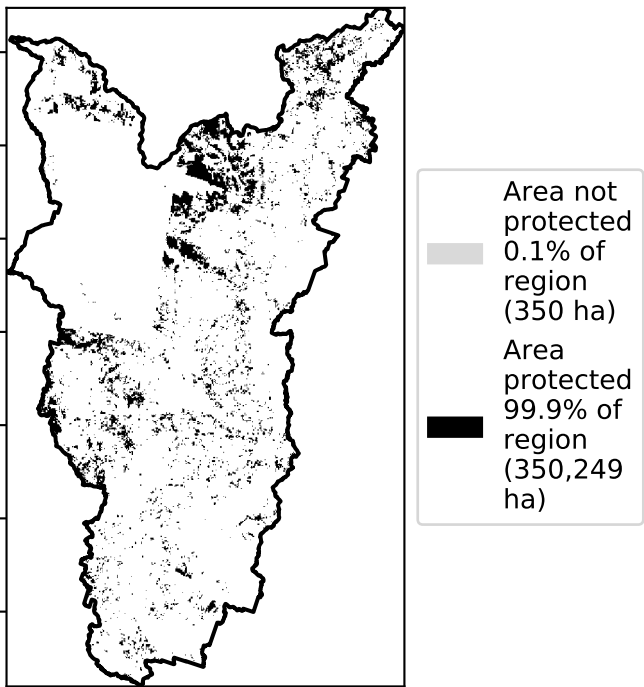 Area not
protected
0.1% of
region
(350 ha)
Area
protected
99.9% of
region
(350,249
ha)